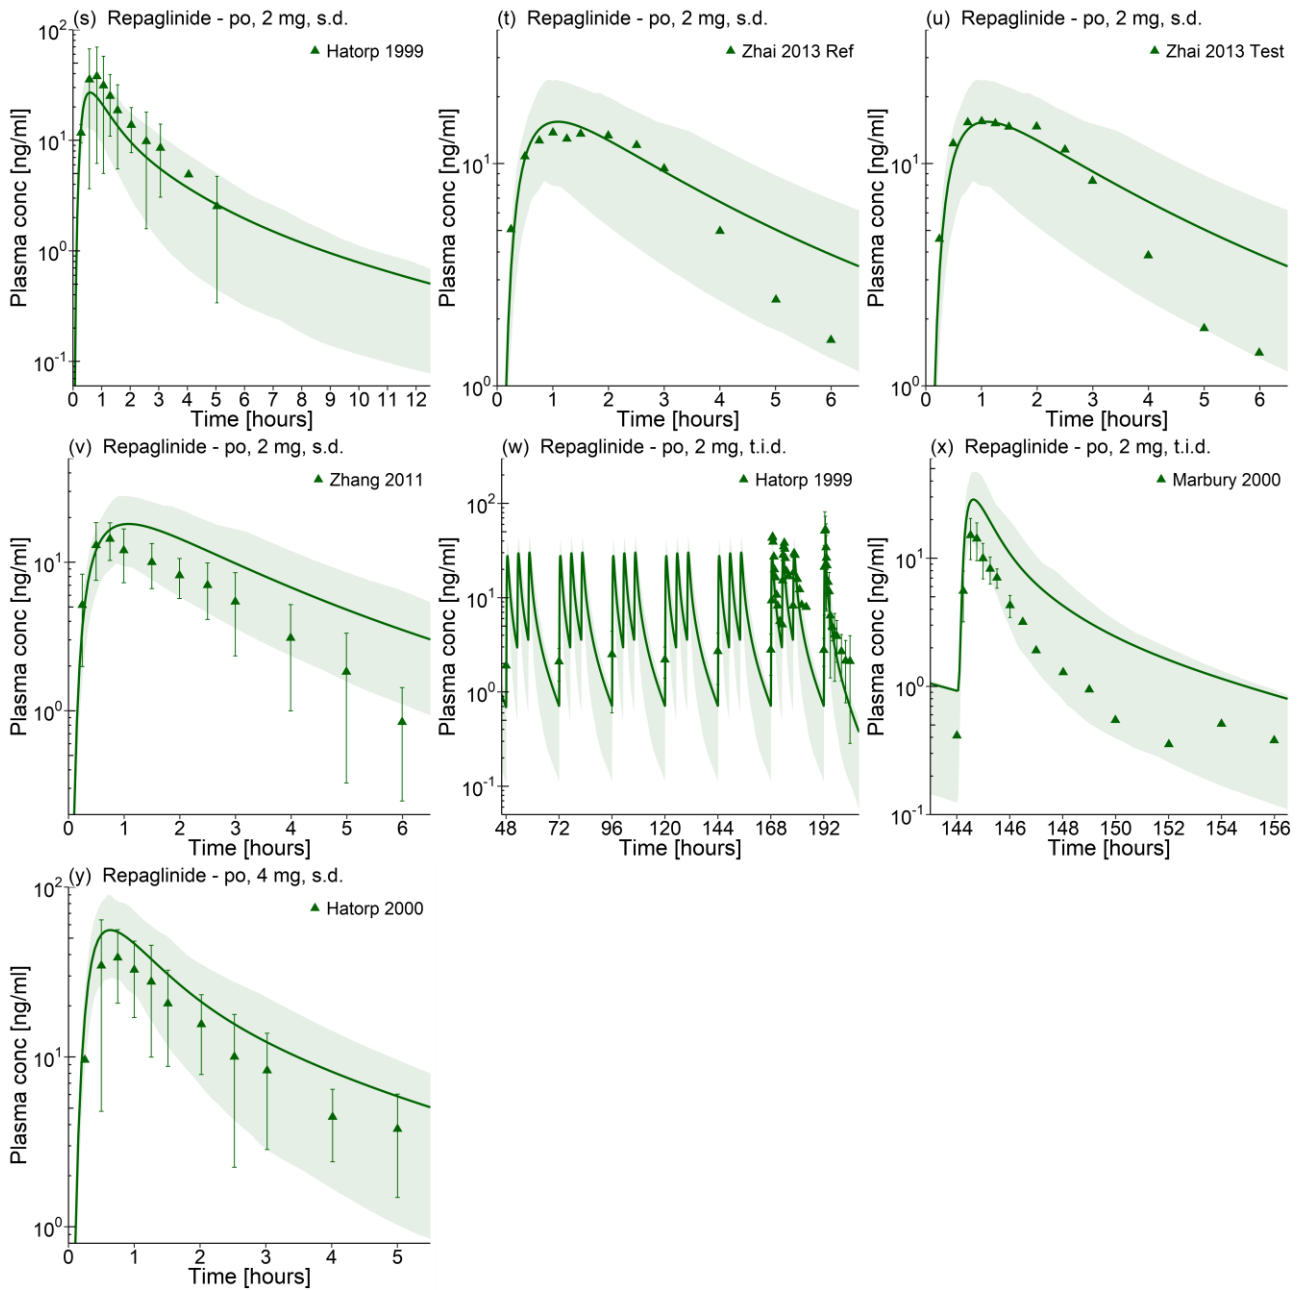 (s) Repaglinide - po, 2 mg, s.d.
Hatorp 1999
Plasma conc [ng/ml]
10² 10¹ 10⁰ 10⁻¹
0 1 2 3 4 5 6 7 8 9 10 11 12
Time [hours]
(t) Repaglinide - po, 2 mg, s.d.
Zhai 2013 Ref
Plasma conc [ng/ml]
10¹ 10⁰
0 1 2 3 4 5 6
Time [hours]
(u) Repaglinide - po, 2 mg, s.d.
Zhai 2013 Test
Plasma conc [ng/ml]
10¹ 10⁰
0 1 2 3 4 5 6
Time [hours]
(v) Repaglinide - po, 2 mg, s.d.
Zhang 2011
Plasma conc [ng/ml]
10¹ 10⁰
0 1 2 3 4 5 6
Time [hours]
(w) Repaglinide - po, 2 mg, t.i.d.
Hatorp 1999
Plasma conc [ng/ml]
10² 10¹ 10⁰ 10⁻¹
48 72 96 120 144 168 192
Time [hours]
(x) Repaglinide - po, 2 mg, t.i.d.
Marbury 2000
Plasma conc [ng/ml]
10¹ 10⁰ 10⁻¹
144 146 148 150 152 154 156
Time [hours]
(y) Repaglinide - po, 4 mg, s.d.
Hatorp 2000
Plasma conc [ng/ml]
10² 10¹ 10⁰
0 1 2 3 4 5
Time [hours]